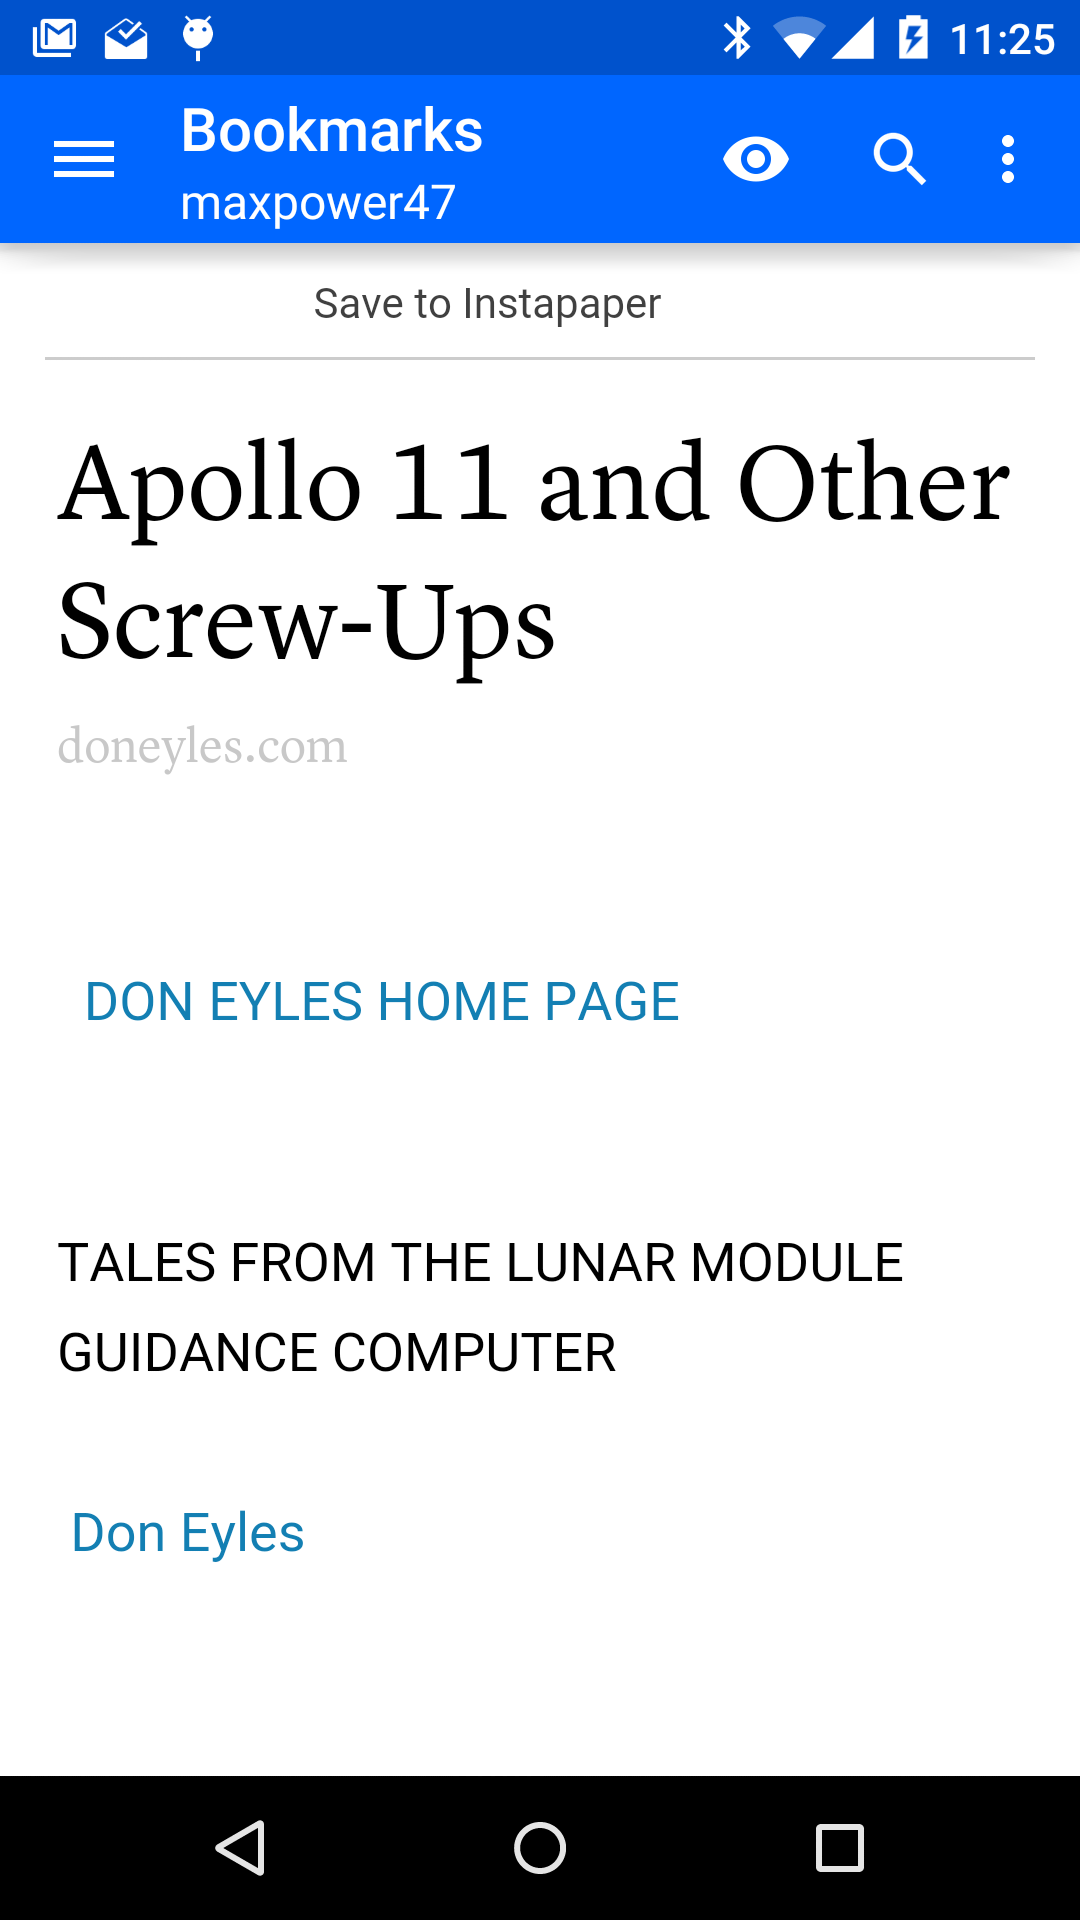 11:25
Bookmarks
maxpower47
Save to Instapaper
Apollo 11 and Other
Screw-Ups
doneyles.com
DON EYLES HOME PAGE
TALES FROM THE LUNAR MODULE
GUIDANCE COMPUTER
Don Eyles